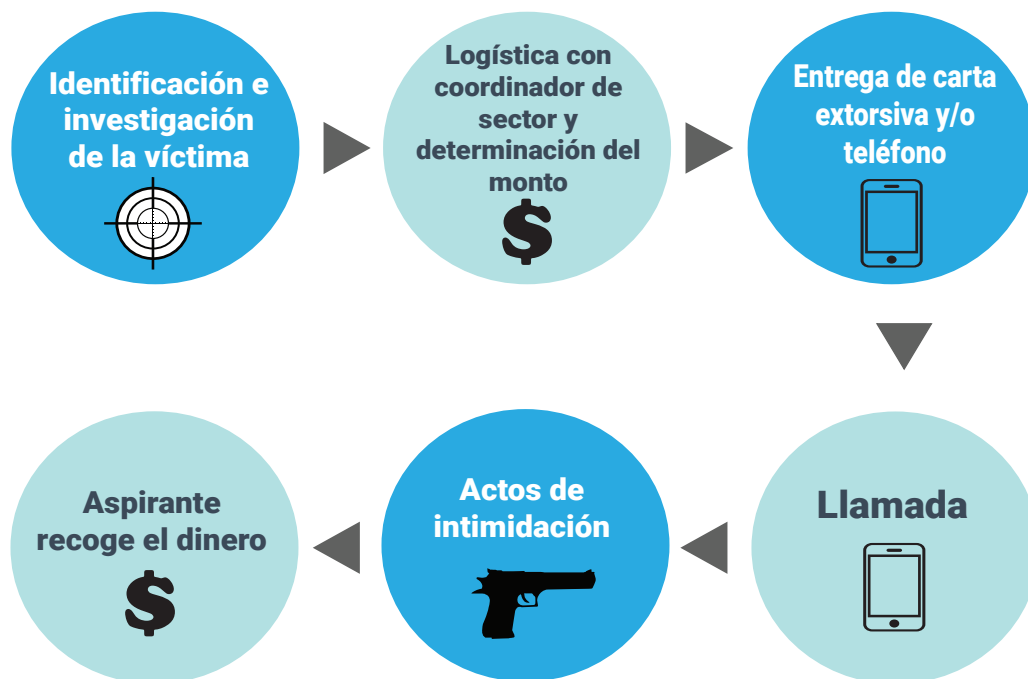 Identificación e
investigación
de la víctima
Logística con
coordinador de
sector y
determinación del
monto
$
Entrega de carta
extorsiva y/o
teléfono
Llamada
Actos de
intimidación
Aspirante
recoge el dinero
$